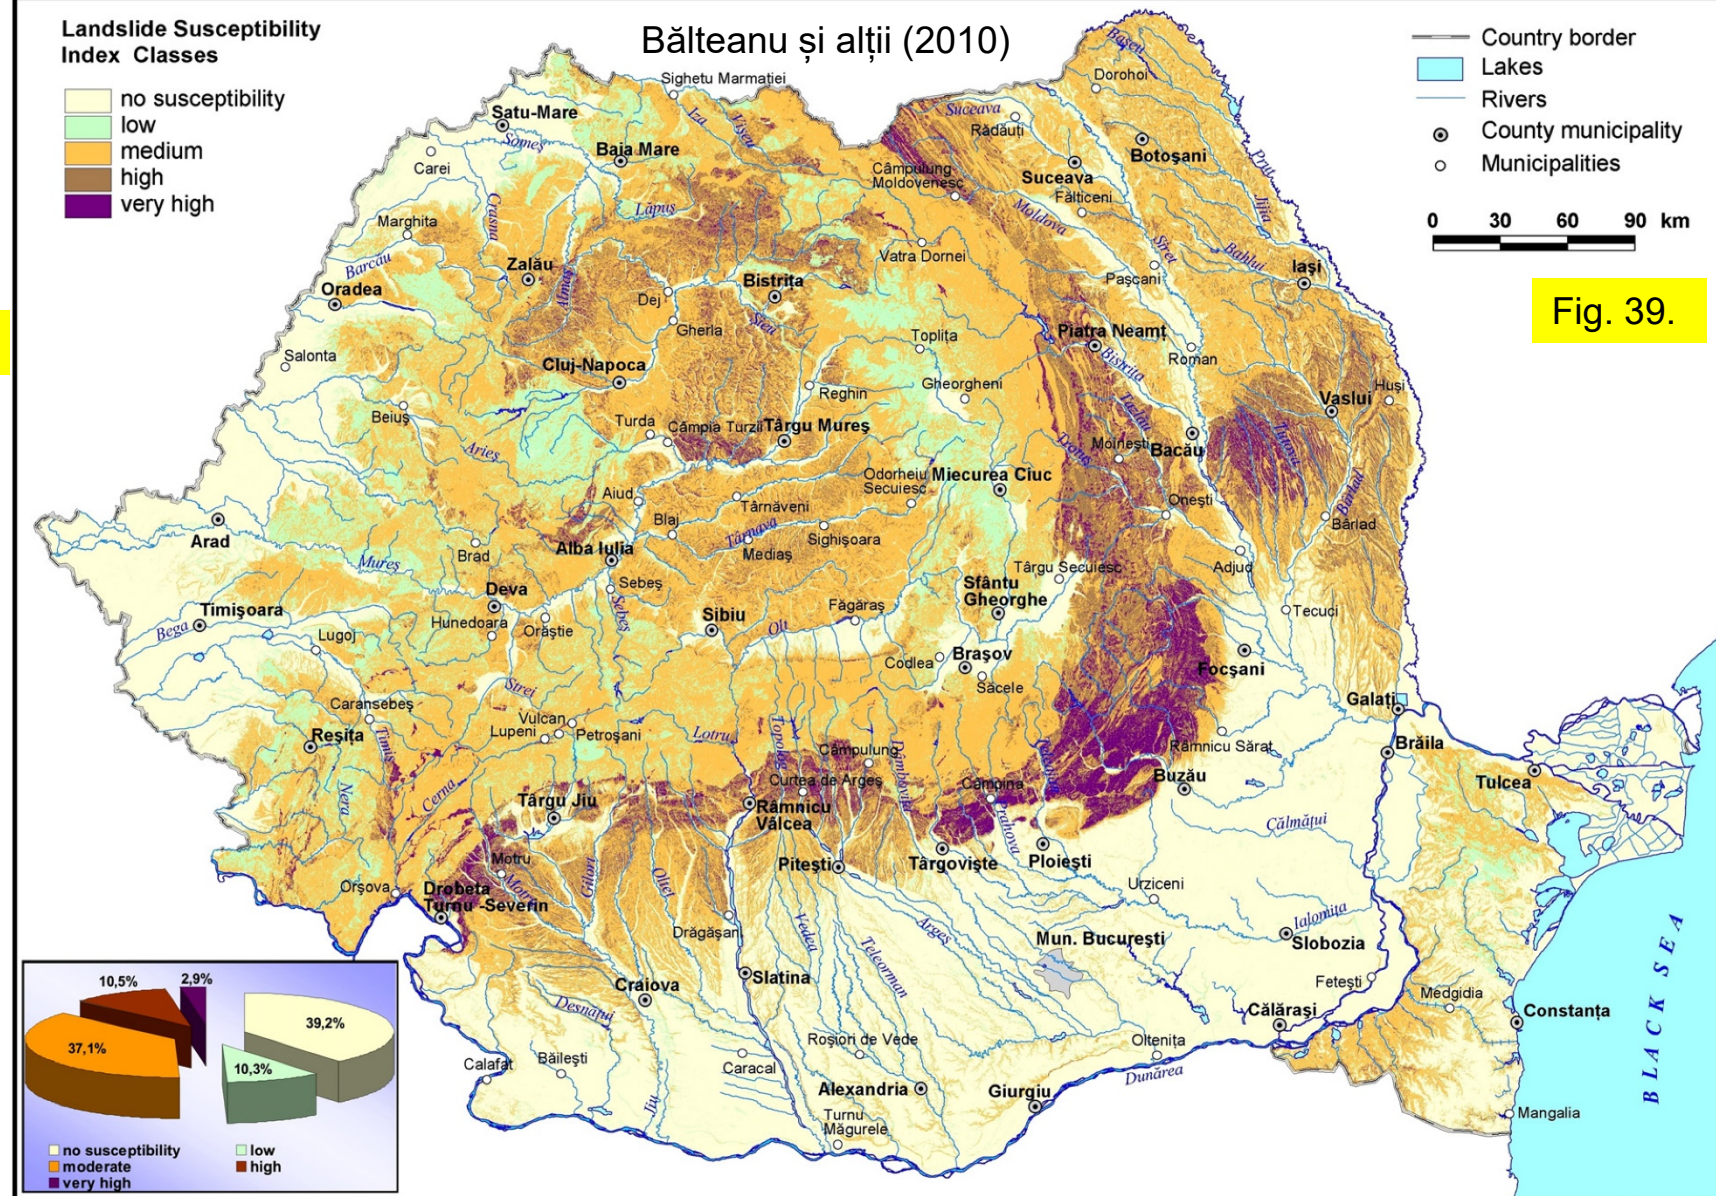 Landslide Susceptibility
Index Classes
no susceptibility
low
medium
high
very high
Bălteanu și alții (2010)
Country border
Lakes
Rivers
County municipality
Municipalities
0 30 60 90 km
Fig. 39.
Sighetu Marmației
Satu-Mare
Someș
Carei
Baia Mare
Iza
Vișeu
Lăpuș
Crasna
Marghita
Barcău
Oradea
Zalău
Almaș
Dej
Gherla
Bistrița
Șieu
Salonta
Cluj-Napoca
Beiuș
Turda
Câmpia Turzii
Târgu Mureș
Reghin
Toplița
Gheorgheni
Arieș
Aiud
Târnăveni
Odorheiu
Secuiesc
Miecurea Ciuc
Blaj
Târnava
Mediaș
Sighișoara
Arad
Mureș
Brad
Alba Iulia
Deva
Sebeș
Sebeș
Timișoara
Bega
Lugoj
Hunedoara
Orăștie
Sibiu
Olt
Făgăraș
Sfântu
Gheorghe
Târgu Secuiesc
Codlea
Brașov
Săcele
Strei
Caransebeș
Timiș
Reșița
Nera
Cerna
Vulcan
Lupeni
Petroșani
Lotru
Topolog
Câmpulung
Curtea de Argeș
Dâmbovița
Câmpina
Prahova
Teleajen
Târgu Jiu
Râmnicu
Vâlcea
Motru
Motru
Gilort
Olteț
Pitești
Târgoviște
Ploiești
Buzău
Râmnicu Sărat
Focșani
Orșova
Drobeta
Turnu -Severin
Drăgășan
Vedea
Teleorman
Argeș
Mun. București
Urziceni
Ialomița
Slobozia
Călmățui
Fetești
Craiova
Slatina
Desnățui
Calafat
Băilești
Jiu
Caracal
Roșiori de Vede
Alexandria
Turnu
Măgurele
Giurgiu
Dunărea
Oltenița
Călărași
Medgidia
Constanța
Mangalia
BLACK SEA
Tulcea
Brăila
Galați
Tecuci
Adjud
Onești
Bârlad
Bârlad
Tutova
Moinești
Trotuș
Tazlău
Bacău
Vaslui
Huși
Roman
Piatra Neamț
Bistrița
Pașcani
Iași
Bahlui
Siret
Jijia
Prut
Moldova
Vatra Dornei
Câmpulung-
Moldovenesc
Fălticeni
Suceava
Suceava
Rădăuți
Botoșani
Dorohoi
Bașeu
10,5%
2,9%
39,2%
37,1%
10,3%
no susceptibility
low
moderate
high
very high